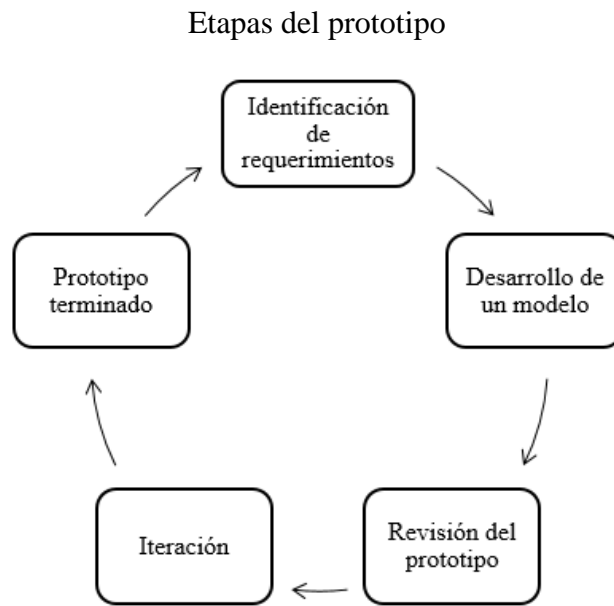 Etapas del prototipo
Identificación
de
requerimientos
Desarrollo de
un modelo
Revisión del
prototipo
Iteración
Prototipo
terminado